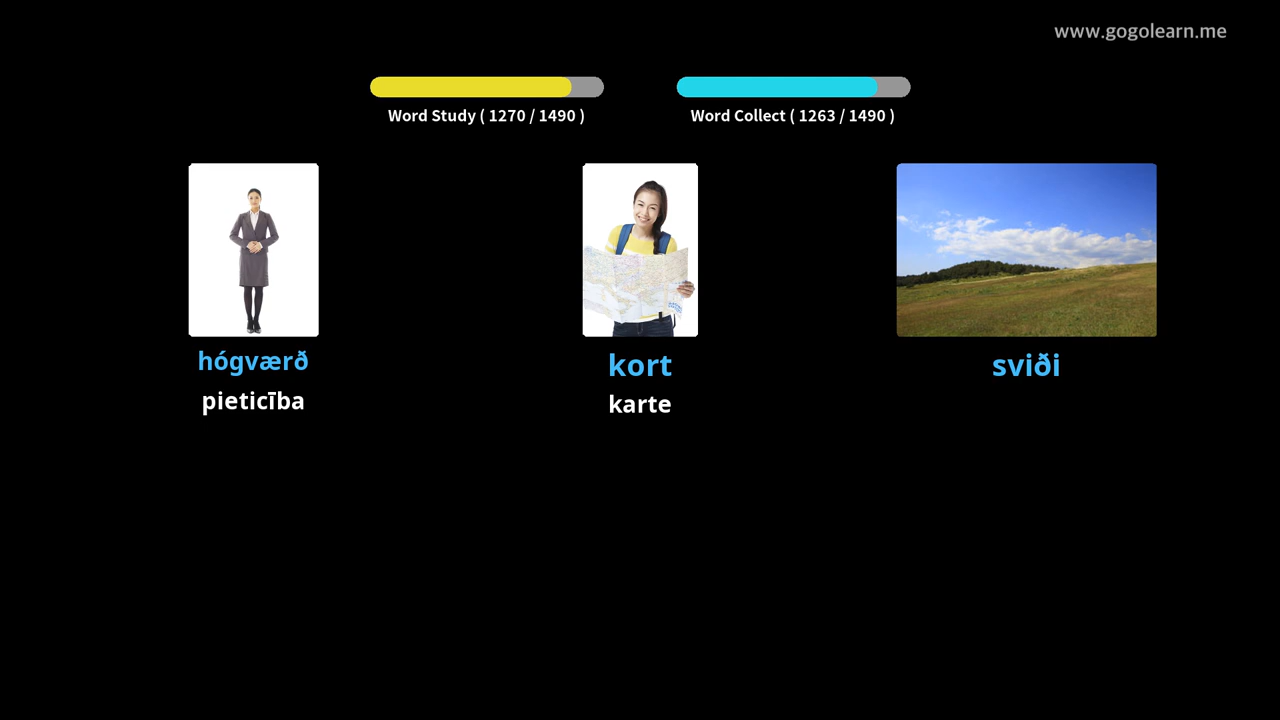 www.gogolearn.me
Word Study ( 1270 / 1490 )
Word Collect ( 1263 / 1490 )
hógværð
pieticība
kort
karte
sviði